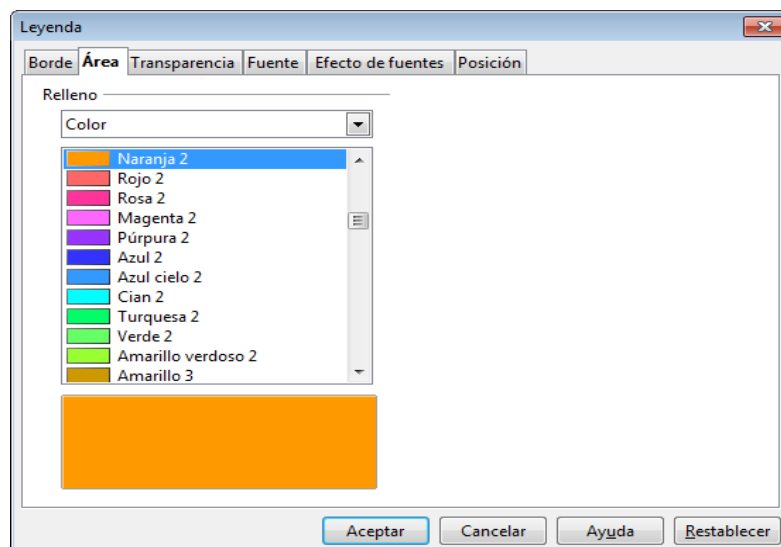 Leyenda
Borde Área Transparencia Fuente Efecto de fuentes Posición
Relleno
Color
Naranja 2
Rojo 2
Rosa 2
Magenta 2
Púrpura 2
Azul 2
Azul cielo 2
Cian 2
Turquesa 2
Verde 2
Amarillo verdoso 2
Amarillo 3
Aceptar Cancelar Ayuda Restablecer